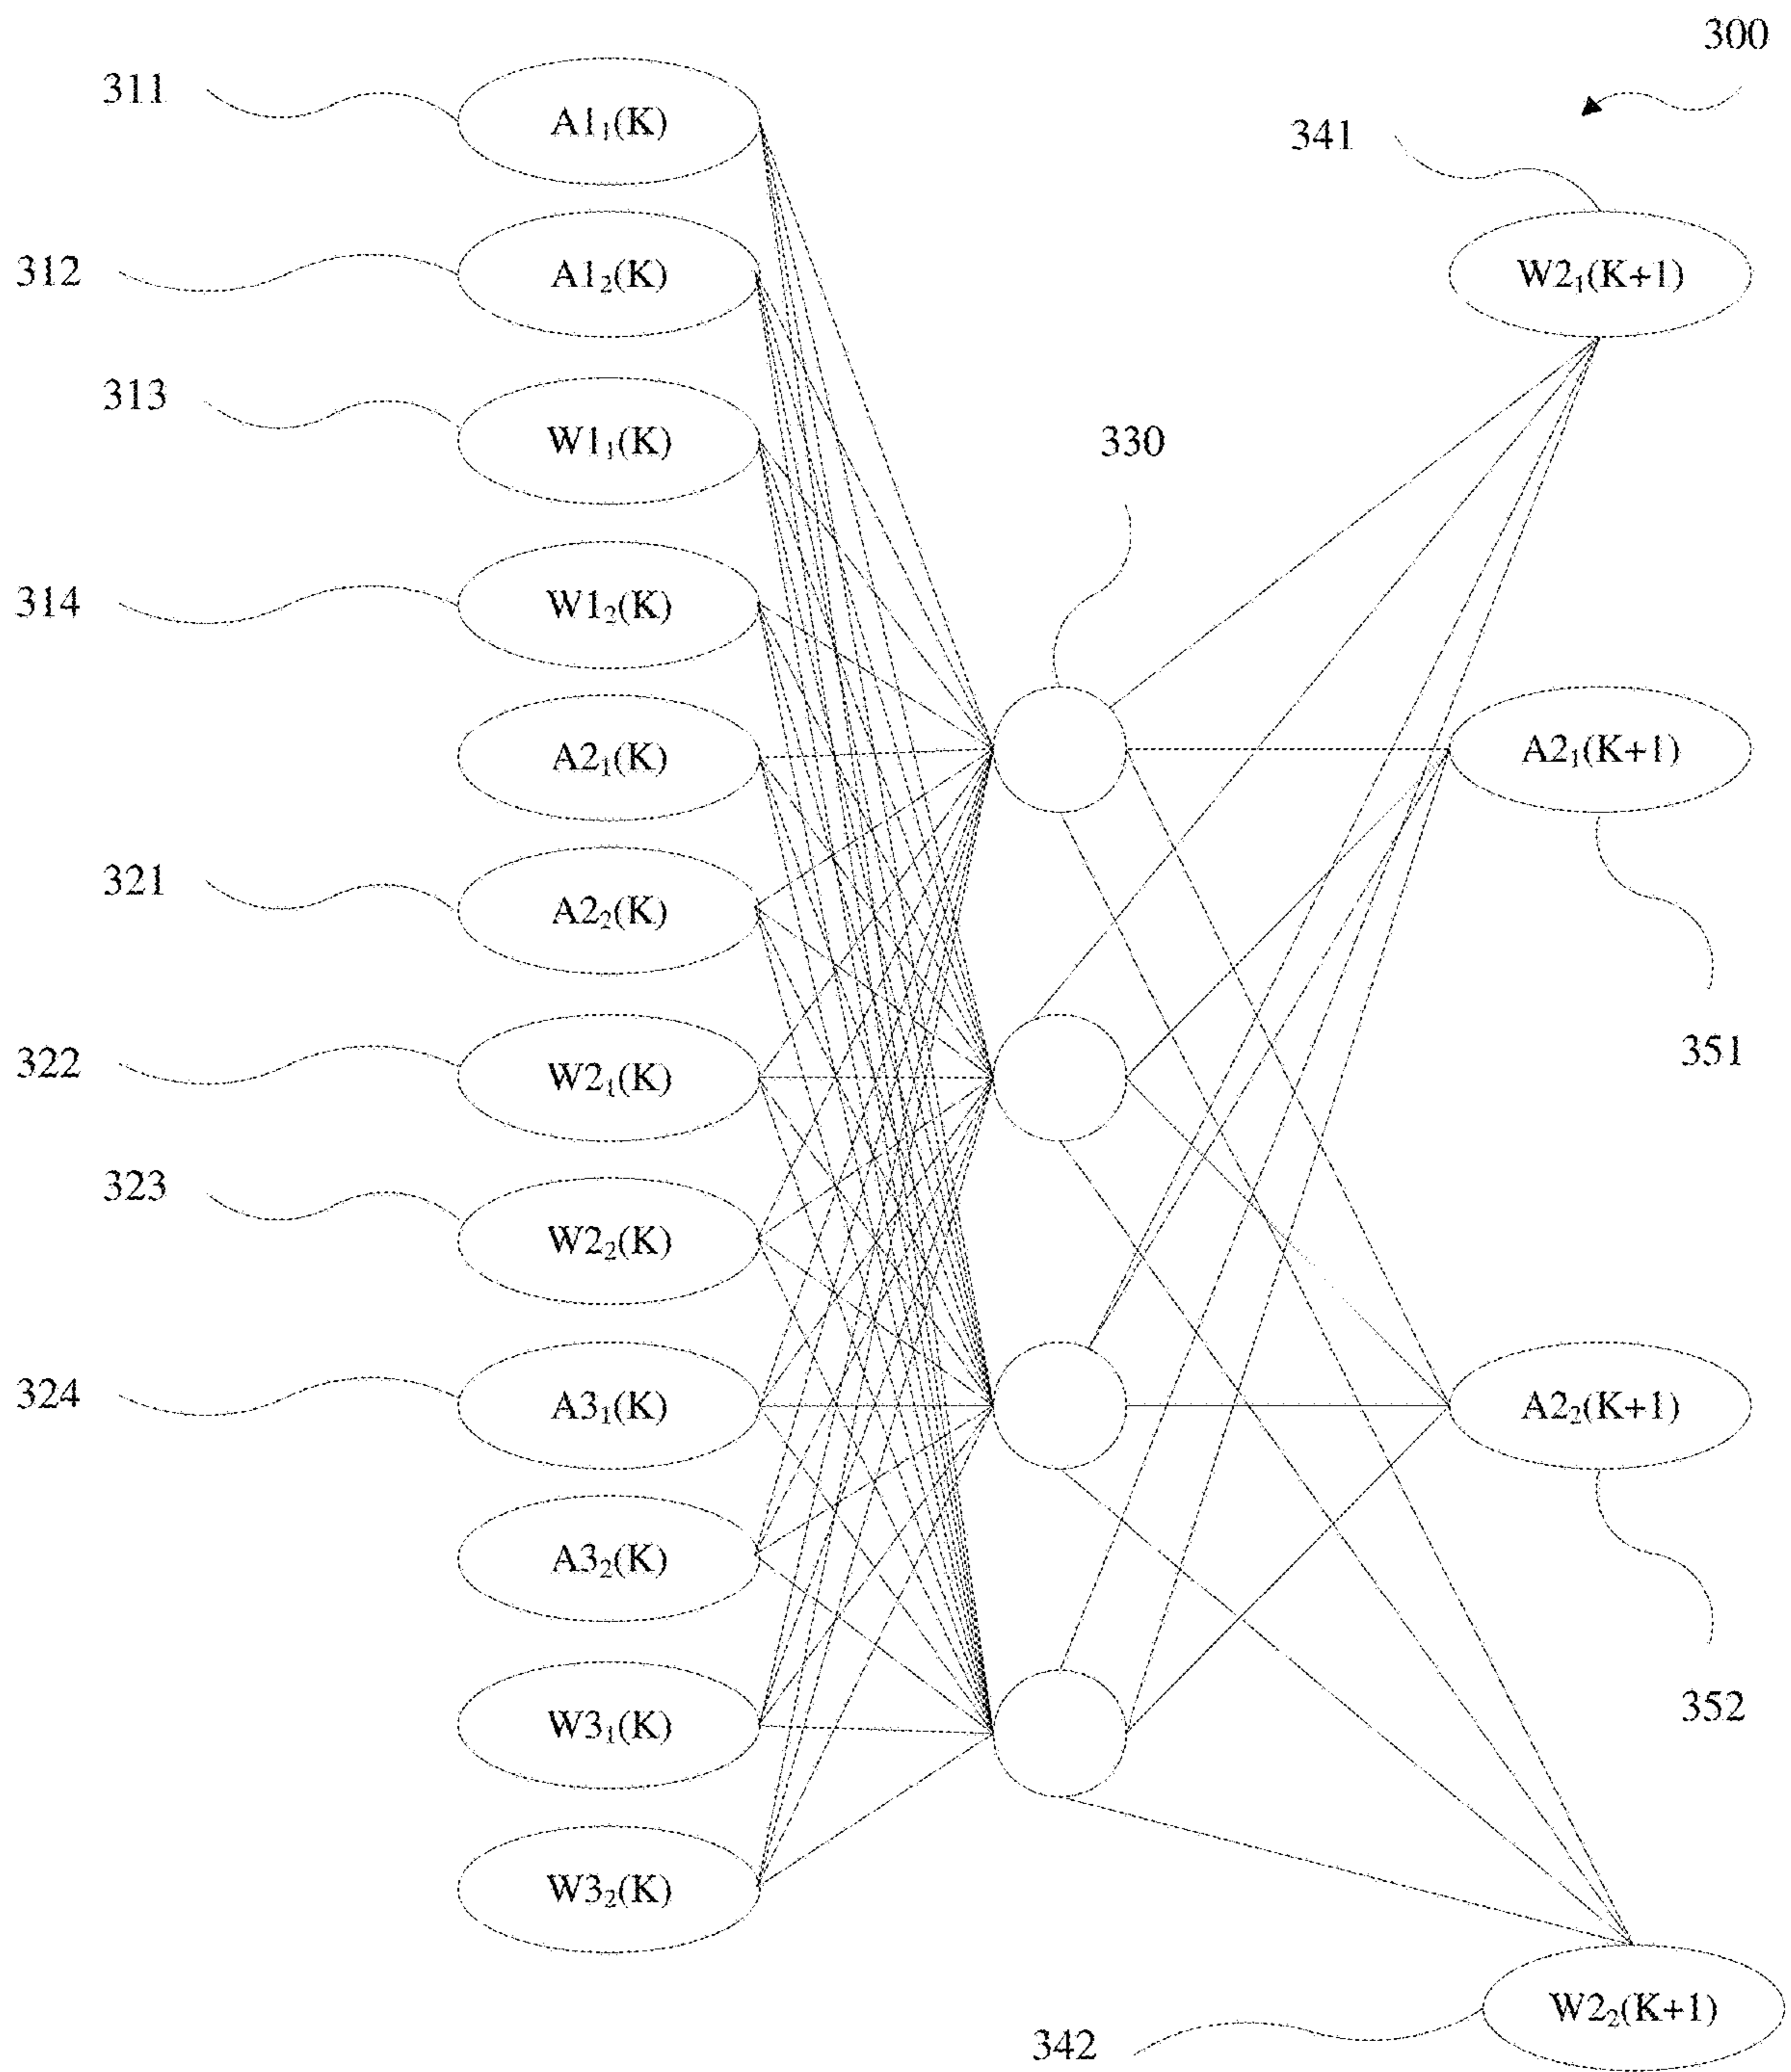 300
311
A1₁(K)
341
312
A1₂(K)
W2₁(K+1)
313
W1₁(K)
330
314
W1₂(K)
A2₁(K)
A2₁(K+1)
321
A2₂(K)
351
322
W2₁(K)
323
W2₂(K)
324
A3₁(K)
A2₂(K+1)
A3₂(K)
352
W3₁(K)
W3₂(K)
W2₂(K+1)
342